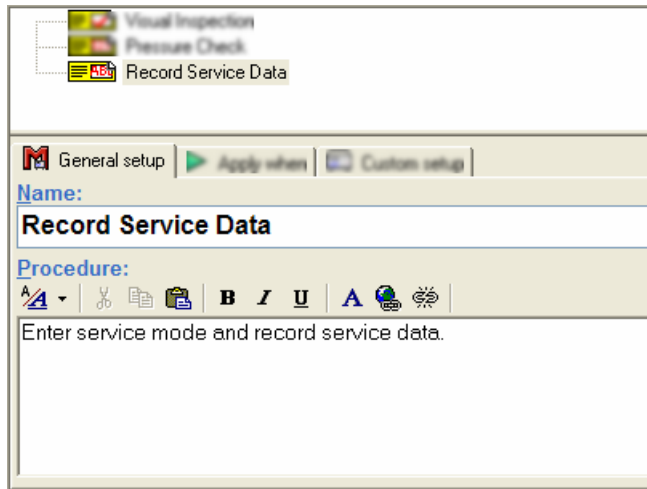 Visual Inspection
Pressure Check
ABC Record Service Data
General setup Apply when Custom setup
Name:
Record Service Data
Procedure:
A/A B I U A
Enter service mode and record service data.